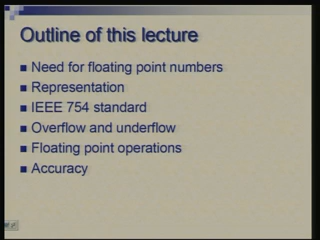 Outline of this lecture
Need for floating point numbers
Representation
IEEE 754 standard
Overflow and underflow
Floating point operations
Accuracy